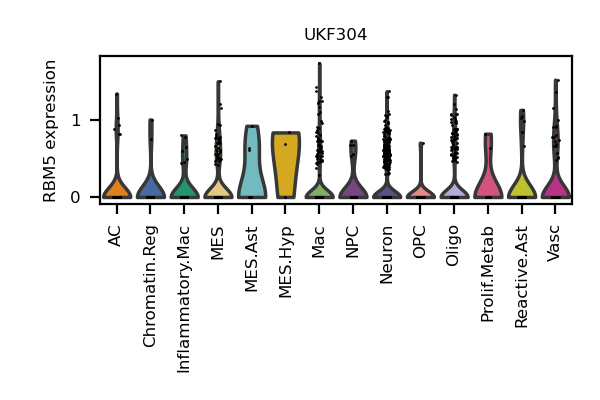 UKF304
RBM5 expression
1
0
AC
Chromatin.Reg
Inflammatory.Mac
MES
MES.Ast
MES.Hyp
Mac
NPC
Neuron
OPC
Oligo
Prolif.Metab
Reactive.Ast
Vasc